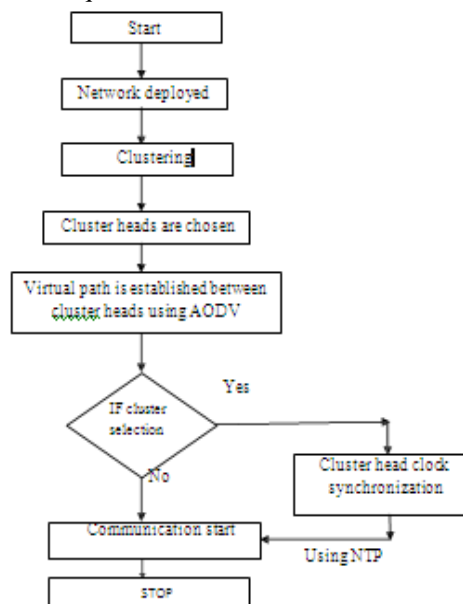 Start
Network deployed
Clustering
Cluster heads are chosen
Virtual path is established between
cluster heads using AODV
Yes
IF cluster
selection
No
Cluster head clock
synchronization
Communication start
Using NTP
STOP